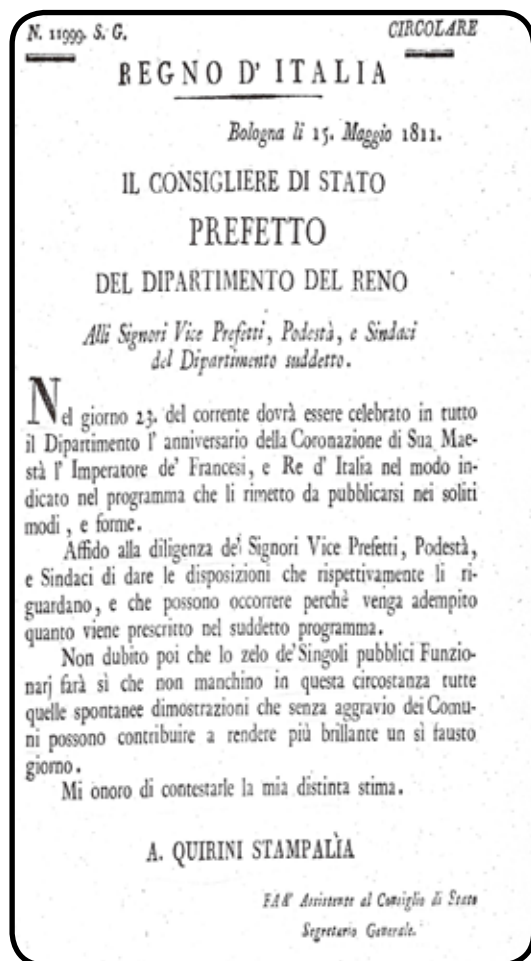 N. 11999. S. G.
CIRCOLARE
REGNO D' ITALIA
Bologna li 15. Maggio 1811.
IL CONSIGLIERE DI STATO
PREFETTO
DEL DIPARTIMENTO DEL RENO
Alli Signori Vice Prefetti, Podestà, e Sindaci
del Dipartimento suddetto.
Nel giorno 23. del corrente dovrà essere celebrato in tutto
il Dipartimento l' anniversario della Coronazione di Sua Mae-
stà l' Imperatore de' Francesi, e Re d' Italia nel modo in-
dicato nel programma che li rimetto da pubblicarsi nei soliti
modi, e forme.
Affido alla diligenza dei Signori Vice Prefetti, Podestà,
e Sindaci di dare le disposizioni che rispettivamente li ri-
guardano, e che possono occorrere perchè venga adempito
quanto viene prescritto nel suddetto programma.
Non dubito poi che lo zelo de' Singoli pubblici Funzio-
narj farà sì che non manchino in questa circostanza tutte
quelle spontanee dimostrazioni che senza aggravio dei Comu-
ni possono contribuire a rendere più brillante un sì fausto
giorno.
Mi onoro di contestarle la mia distinta stima.
A. QUIRINI STAMPALÌA
Assistente al Consiglio di Stato
Segretario Generale.